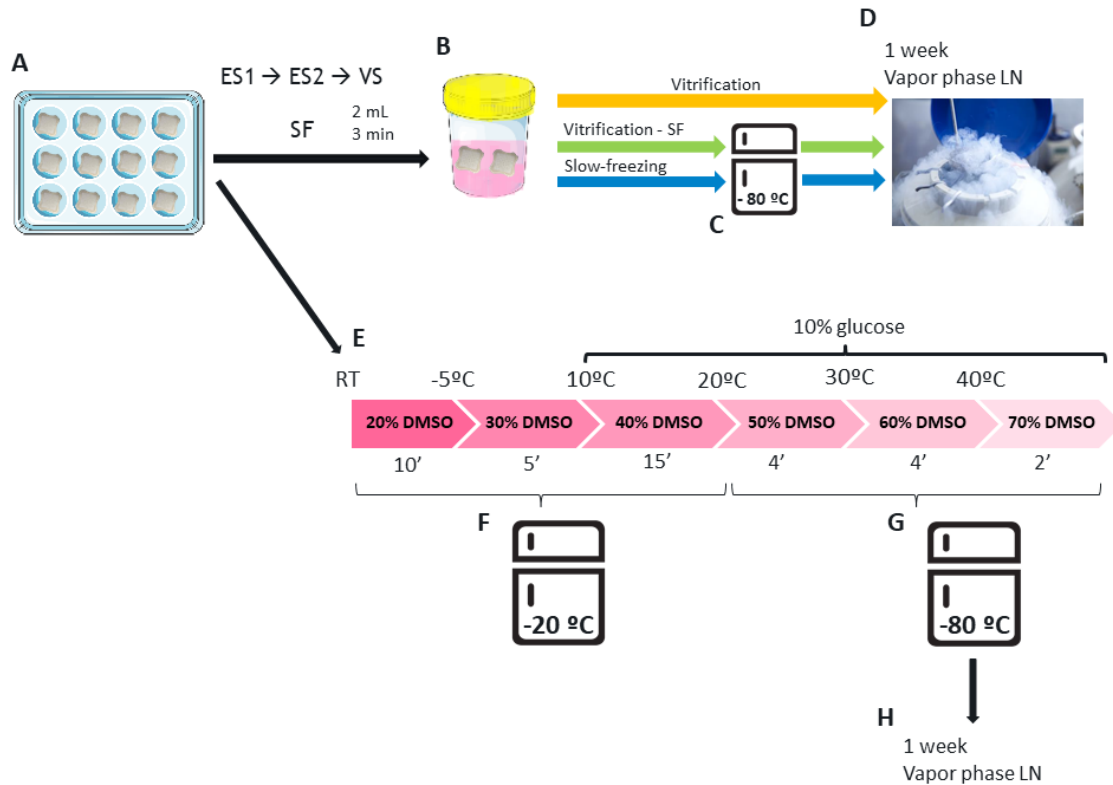 A
ES1 → ES2 → VS
SF
2 mL
3 min
B
Vitrification
Vitrification - SF
Slow-freezing
- 80 ºC
C
D
1 week
Vapor phase LN
E
10% glucose
RT
-5ºC
10ºC
20ºC
30ºC
40ºC
20% DMSO
30% DMSO
40% DMSO
50% DMSO
60% DMSO
70% DMSO
10’
5’
15’
4’
4’
2’
F
-20 ºC
G
-80 ºC
H
1 week
Vapor phase LN